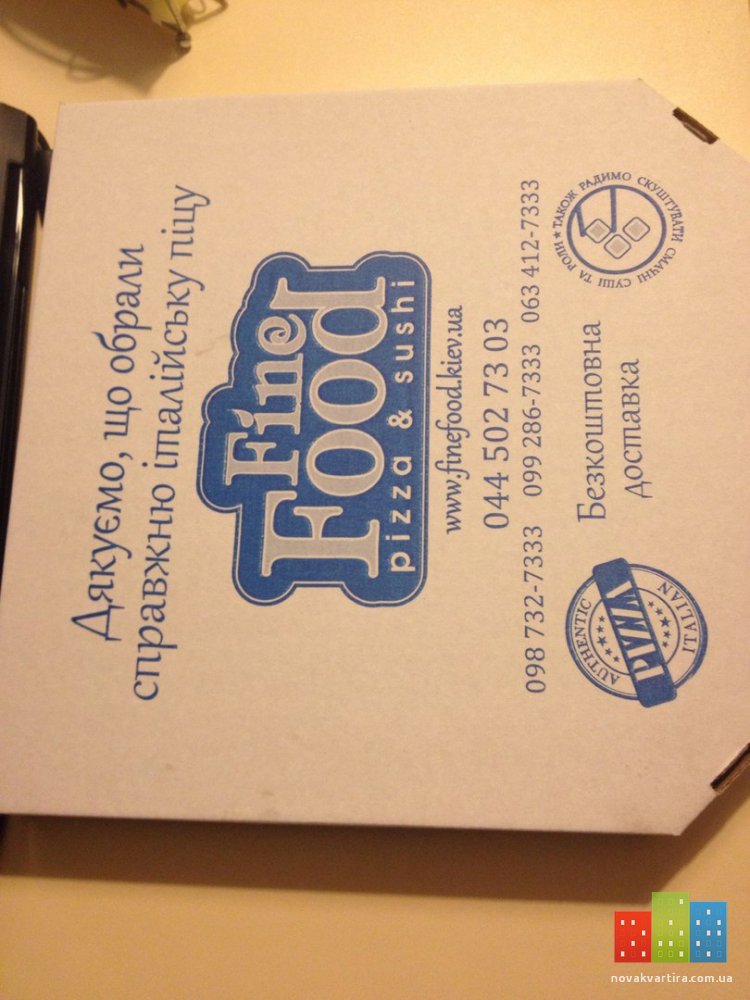 Дякуємо, що обрали
справжню італійську піцу
Fine
Food
pizza & sushi
www.finefood.kiev.ua
044 502 73 03
098 732-7333 099 286-7333 063 412-7333
Безкоштовна
доставка
AUTHENTIC
PIZZA
ITALIAN
ТАКОЖ РАДИМО СКУШТУВАТИ СМАЧНІ СУШІ ТА РОЛИ
novakvartira.com.ua